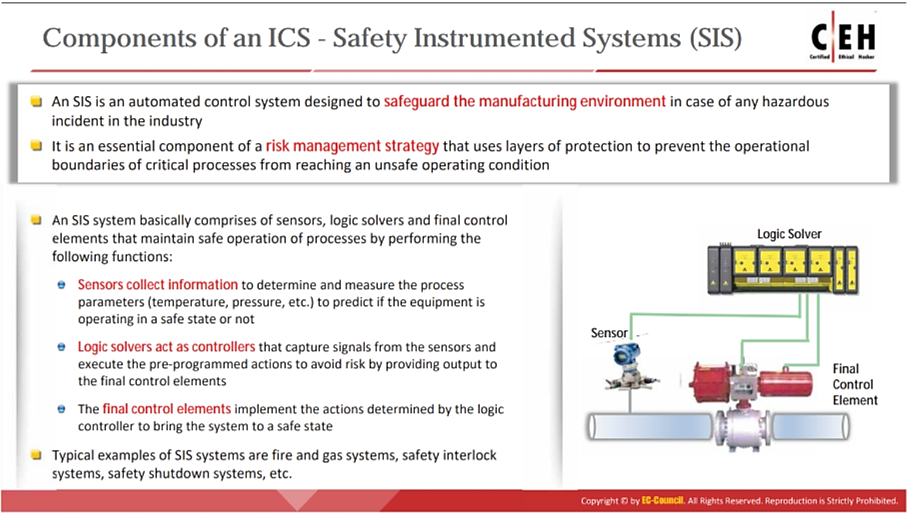 Components of an ICS - Safety Instrumented Systems (SIS)
C|EH
Certified Ethical Hacker
An SIS is an automated control system designed to safeguard the manufacturing environment in case of any hazardous
incident in the industry
It is an essential component of a risk management strategy that uses layers of protection to prevent the operational
boundaries of critical processes from reaching an unsafe operating condition
An SIS system basically comprises of sensors, logic solvers and final control
elements that maintain safe operation of processes by performing the
following functions:
Sensors collect information to determine and measure the process
parameters (temperature, pressure, etc.) to predict if the equipment is
operating in a safe state or not
Logic solvers act as controllers that capture signals from the sensors and
execute the pre-programmed actions to avoid risk by providing output to
the final control elements
The final control elements implement the actions determined by the logic
controller to bring the system to a safe state
Typical examples of SIS systems are fire and gas systems, safety interlock
systems, safety shutdown systems, etc.
Logic Solver
Sensor
Final
Control
Element
Copyright © by EC-Council. All Rights Reserved. Reproduction is Strictly Prohibited.